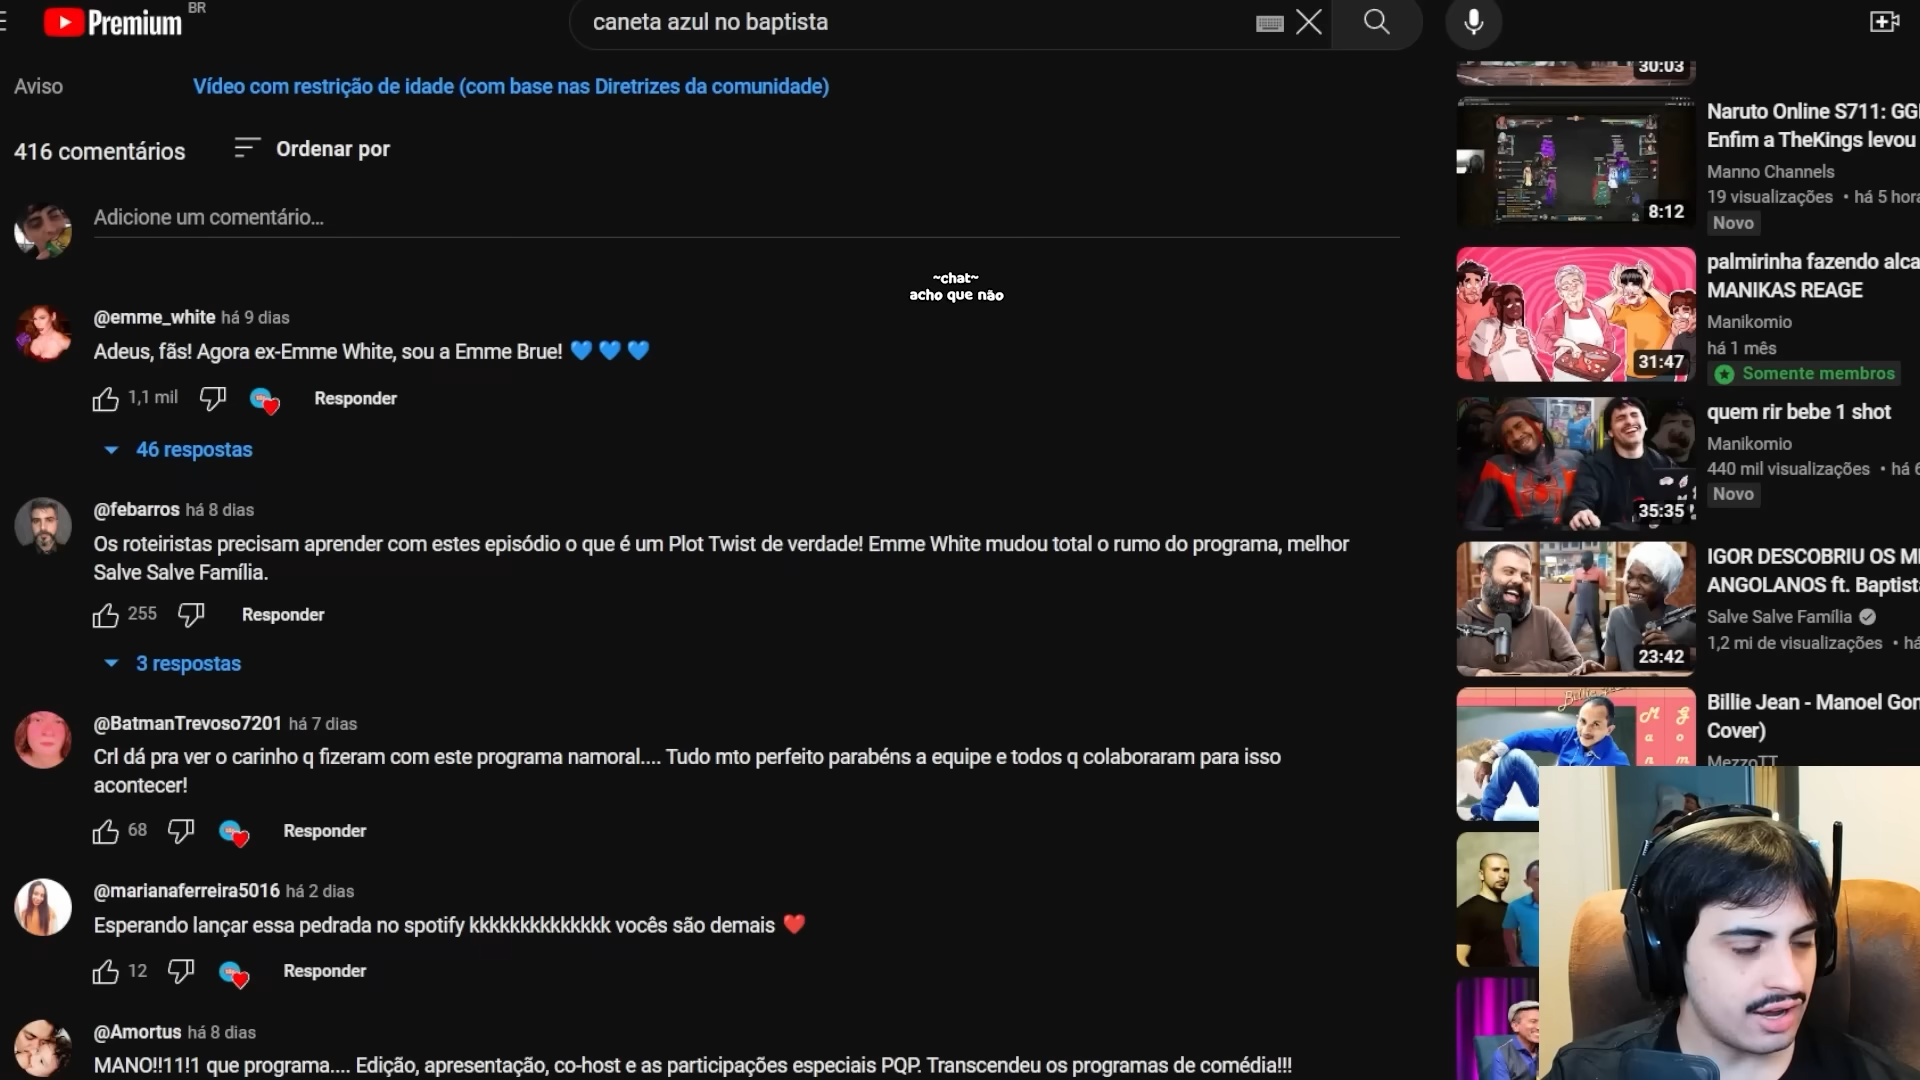 Premium
BR
caneta azul no baptista
Aviso
Vídeo com restrição de idade (com base nas Diretrizes da comunidade)
416 comentários
Ordenar por
Adicione um comentário...
~chat~
acho que não
@emme_white há 9 dias
Adeus, fãs! Agora ex-Emme White, sou a Emme Brue! 💙 💙 💙
1,1 mil
Responder
46 respostas
@febarros há 8 dias
Os roteiristas precisam aprender com estes episódio o que é um Plot Twist de verdade! Emme White mudou total o rumo do programa, melhor
Salve Salve Família.
255
Responder
3 respostas
@BatmanTrevoso7201 há 7 dias
Crl dá pra ver o carinho q fizeram com este programa namoral.... Tudo mto perfeito parabéns a equipe e todos q colaboraram para isso
acontecer!
68
Responder
@marianaferreira5016 há 2 dias
Esperando lançar essa pedrada no spotify kkkkkkkkkkkkkk vocês são demais ❤️
12
Responder
@Amortus há 8 dias
MANO!!11!1 que programa.... Edição, apresentação, co-host e as participações especiais PQP. Transcendeu os programas de comédia!!!
30:03
Naruto Online S711: GG
Enfim a TheKings levou
Manno Channels
19 visualizações • há 5 hora
Novo
8:12
palmirinha fazendo alca
MANIKAS REAGE
Manikomio
há 1 mês
Somente membros
31:47
quem rir bebe 1 shot
Manikomio
440 mil visualizações • há 6
Novo
35:35
IGOR DESCOBRIU OS M
ANGOLANOS ft. Baptist
Salve Salve Família
1,2 mi de visualizações • há
23:42
Billie Jean - Manoel Gon
Cover)
MezzoTT